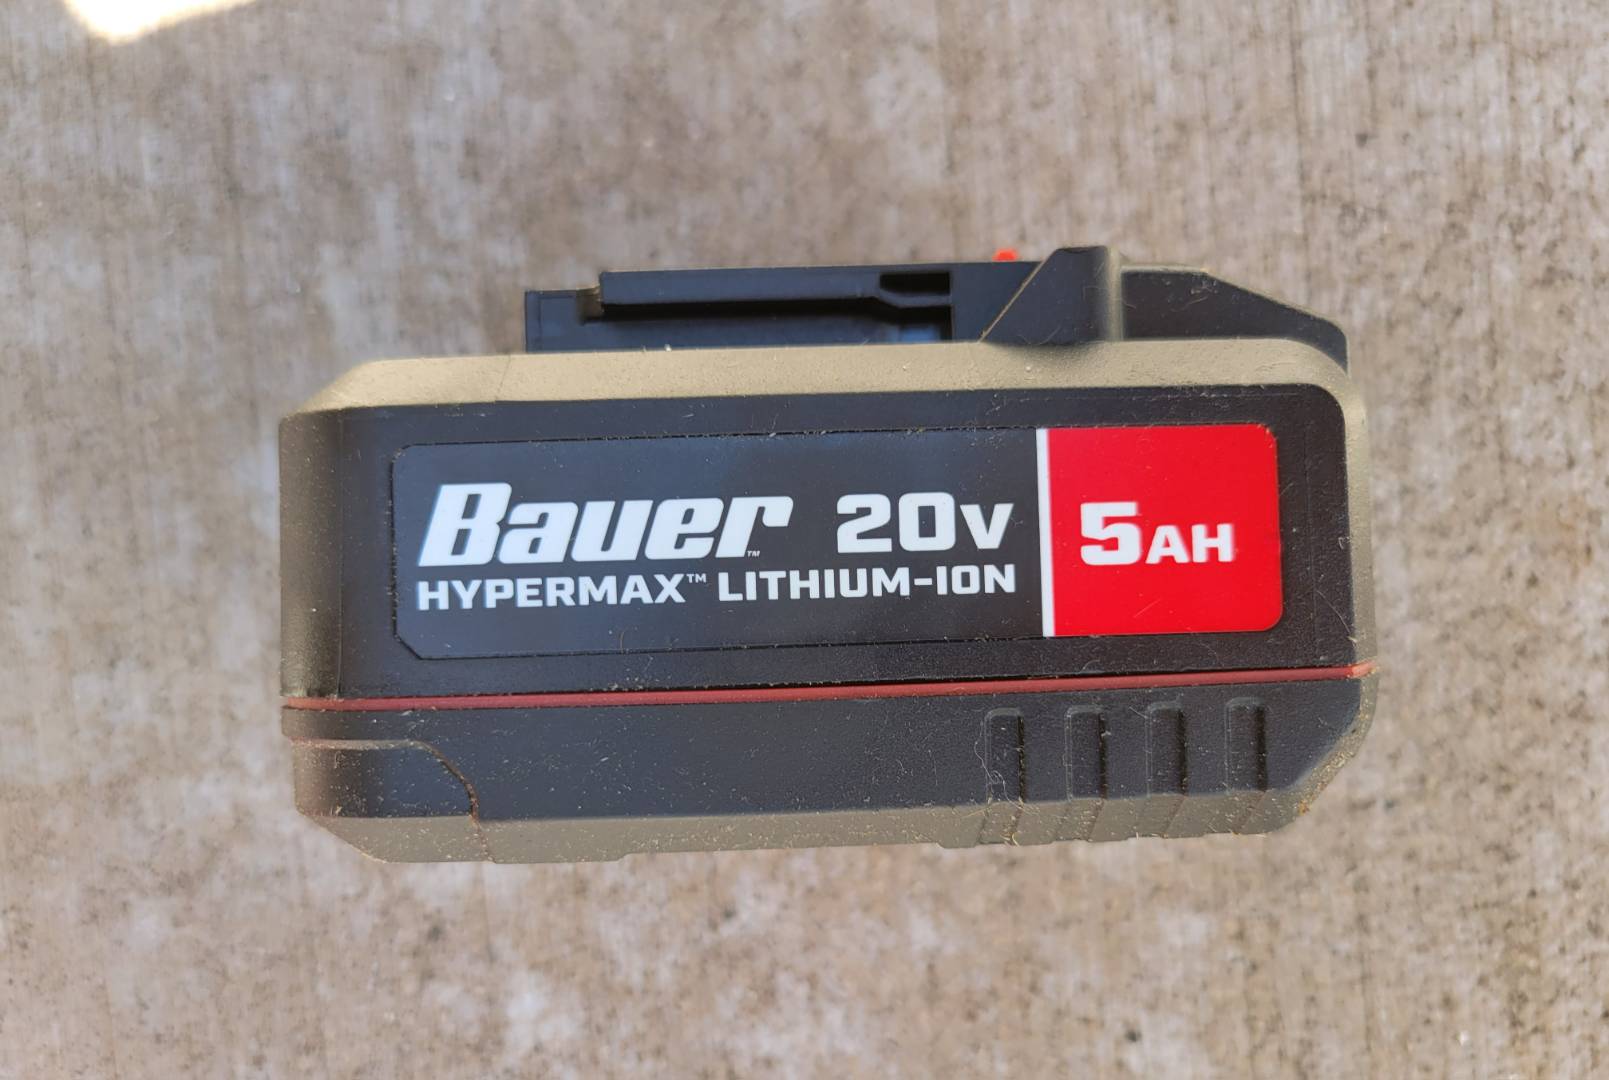 Bauer™ 20V
HYPERMAX™ LITHIUM-ION
5AH